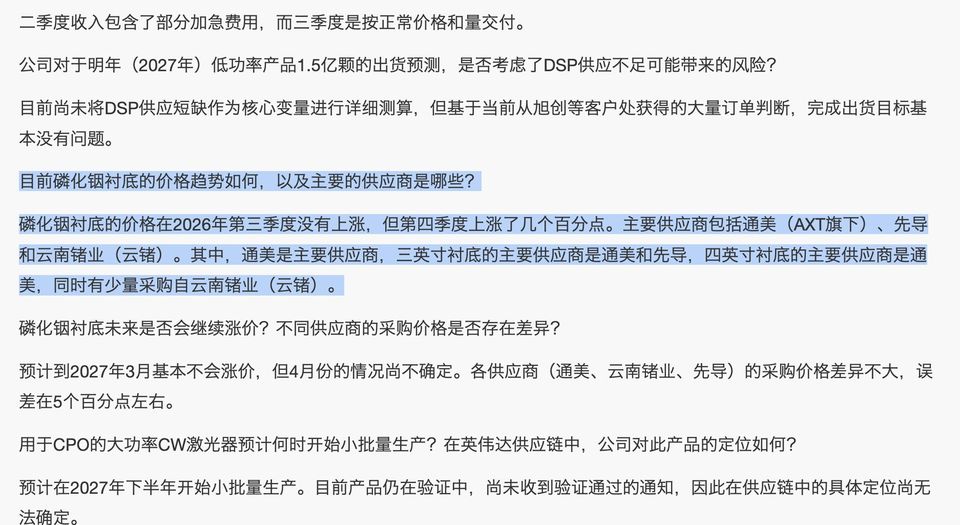 二季度收入包含了部分加急费用，而三季度是按正常价格和量交付。
公司对于明年（2027年）低功率产品1.5亿颗的出货预测，是否考虑了DSP供应不足可能带来的风险？
目前尚未将DSP供应短缺作为核心变量进行详细测算，但基于当前从旭创等客户处获得的大量订单判断，完成出货目标基
本没有问题。
目前磷化铟衬底的价格趋势如何，以及主要的供应商是哪些？
磷化铟衬底的价格在2026年第三季度没有上涨，但第四季度上涨了几个百分点。主要供应商包括通美（AXT旗下）、先导
和云南锗业（云锗）。其中，通美是主要供应商，三英寸衬底的主要供应商是通美和先导，四英寸衬底的主要供应商是通
美，同时有少量采购自云南锗业（云锗）。
磷化铟衬底未来是否会继续涨价？不同供应商的采购价格是否存在差异？
预计到2027年3月基本不会涨价，但4月份的情况尚不确定。各供应商（通美、云南锗业、先导）的采购价格差异不大，误
差在5个百分点左右。
用于CPO的大功率CW激光器预计何时开始小批量生产？在英伟达供应链中，公司对此产品的定位如何？
预计在2027年下半年开始小批量生产。目前产品仍在验证中，尚未收到验证通过的通知，因此在供应链中的具体定位尚无
法确定。